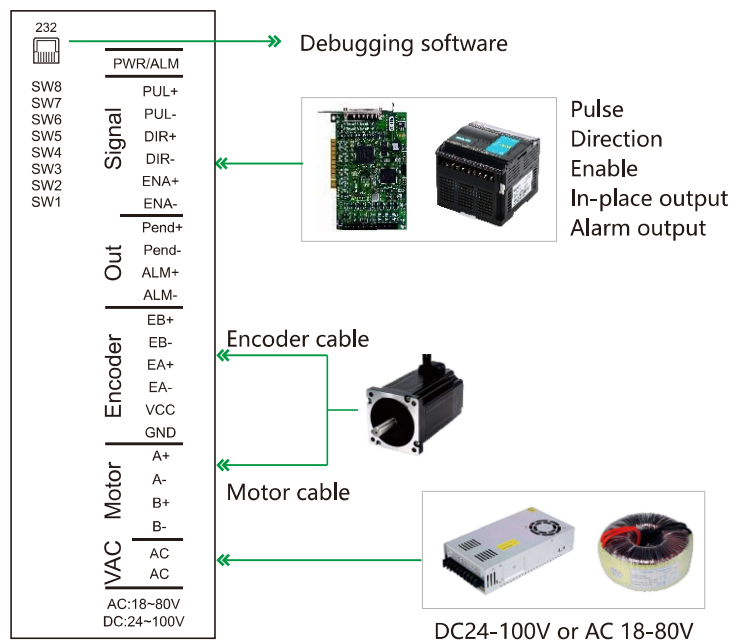 232
Debugging software
PWR/ALM
SW8
SW7
SW6
SW5
SW4
SW3
SW2
SW1
Signal
PUL+
PUL-
DIR+
DIR-
ENA+
ENA-
Pulse
Direction
Enable
In-place output
Alarm output
Out
Pend+
Pend-
ALM+
ALM-
Encoder
EB+
EB-
EA+
EA-
VCC
GND
Encoder cable
Motor
A+
A-
B+
B-
Motor cable
VAC
AC
AC
AC:18~80V
DC:24~100V
DC24-100V or AC 18-80V